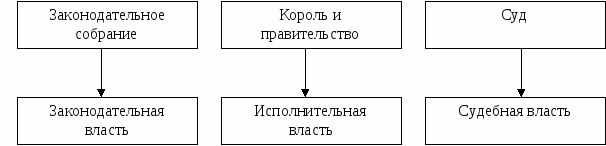 Законодательное
собрание
Король и
правительство
Суд
Законодательная
власть
Исполнительная
власть
Судебная власть